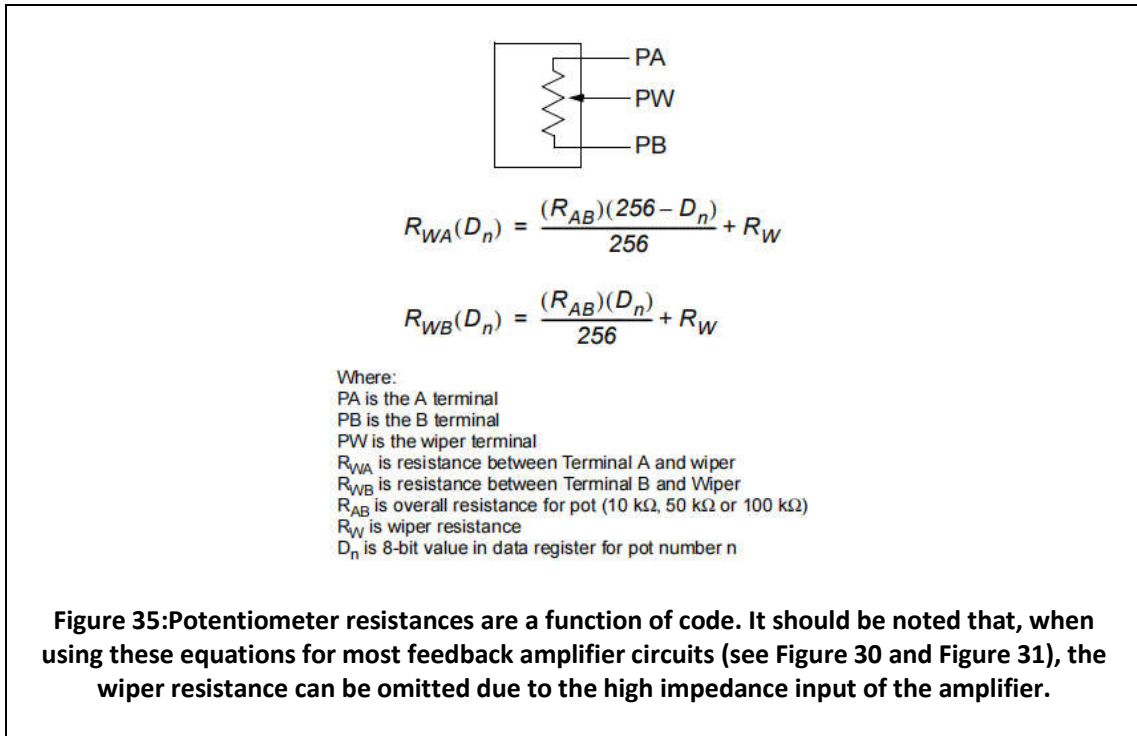 PA
PW
PB
R_WA(D_n) = (R_AB)(256 – D_n) / 256 + R_W
R_WB(D_n) = (R_AB)(D_n) / 256 + R_W
Where:
PA is the A terminal
PB is the B terminal
PW is the wiper terminal
R_WA is resistance between Terminal A and wiper
R_WB is resistance between Terminal B and Wiper
R_AB is overall resistance for pot (10 kΩ, 50 kΩ or 100 kΩ)
R_W is wiper resistance
D_n is 8-bit value in data register for pot number n
Figure 35:Potentiometer resistances are a function of code. It should be noted that, when
using these equations for most feedback amplifier circuits (see Figure 30 and Figure 31), the
wiper resistance can be omitted due to the high impedance input of the amplifier.